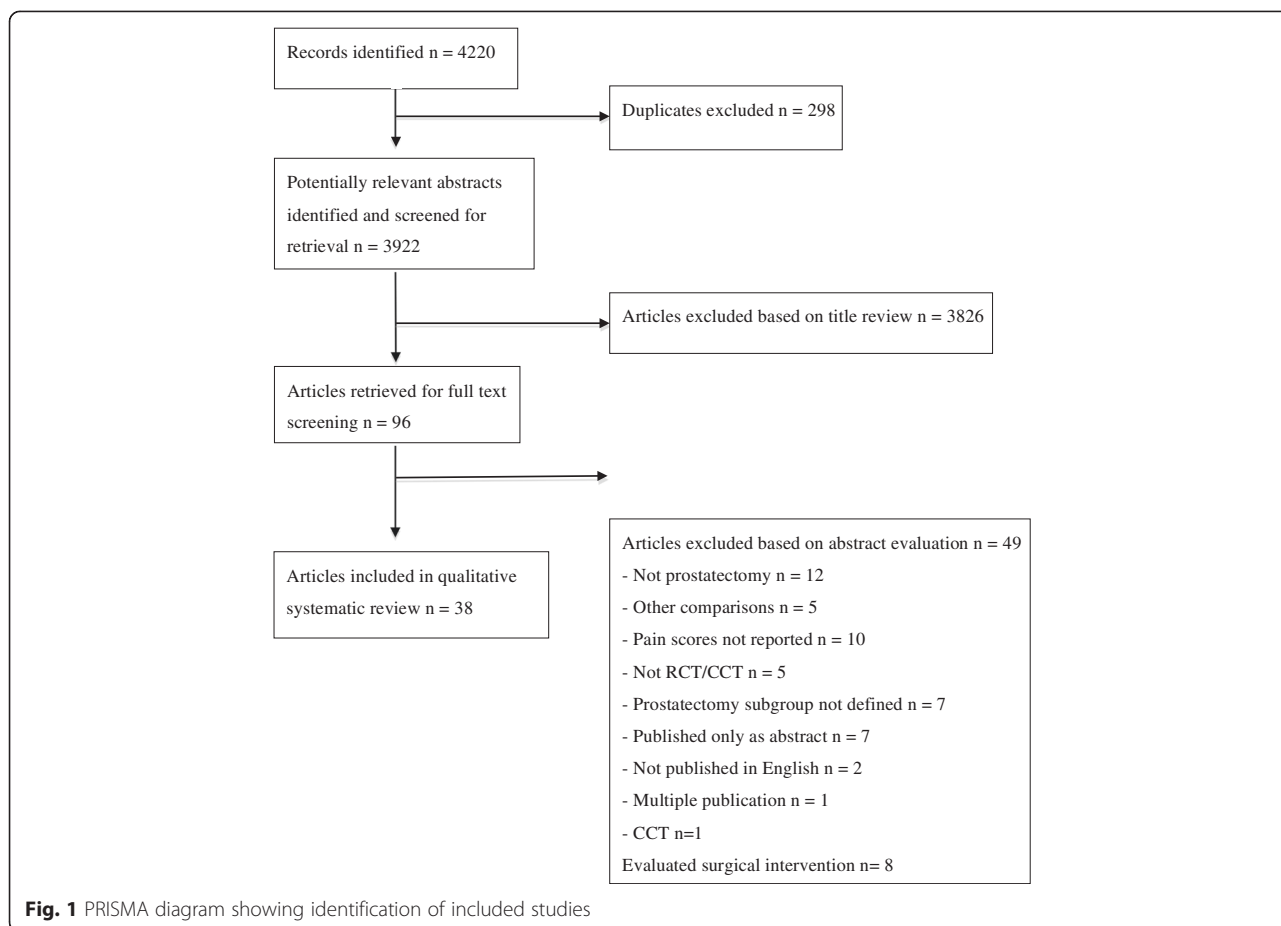 Records identified n = 4220
Duplicates excluded n = 298
Potentially relevant abstracts
identified and screened for
retrieval n = 3922
Articles excluded based on title review n = 3826
Articles retrieved for full text
screening n = 96
Articles excluded based on abstract evaluation n = 49
- Not prostatectomy n = 12
- Other comparisons n = 5
- Pain scores not reported n = 10
- Not RCT/CCT n = 5
- Prostatectomy subgroup not defined n = 7
- Published only as abstract n = 7
- Not published in English n = 2
- Multiple publication n = 1
- CCT n=1
Evaluated surgical intervention n= 8
Articles included in qualitative
systematic review n = 38
Fig. 1 PRISMA diagram showing identification of included studies